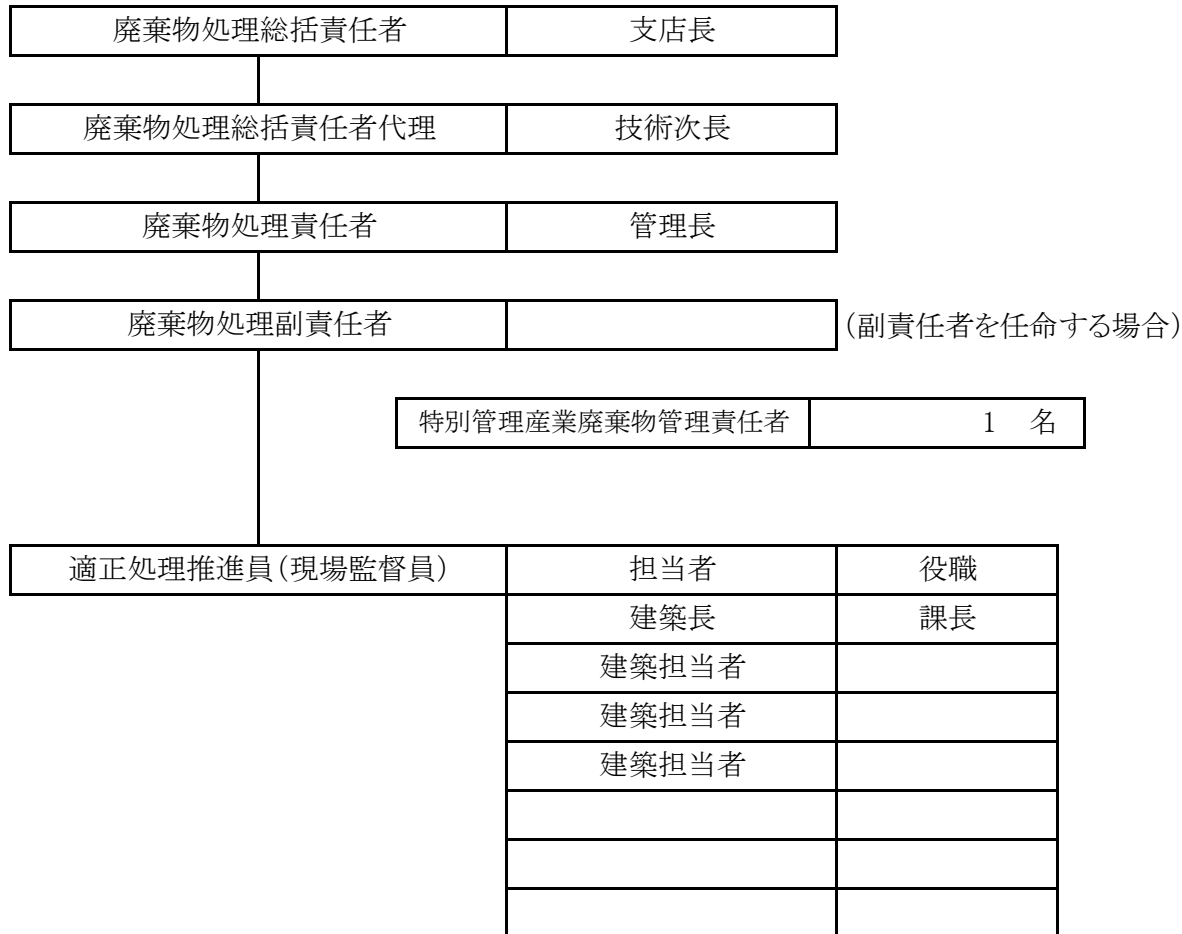 廃棄物処理総括責任者 支店長
廃棄物処理総括責任者代理 技術次長
廃棄物処理責任者 管理長
廃棄物処理副責任者 (副責任者を任命する場合)
特別管理産業廃棄物管理責任者 1 名
適正処理推進員(現場監督員) 担当者 役職
建築長 課長
建築担当者
建築担当者
建築担当者